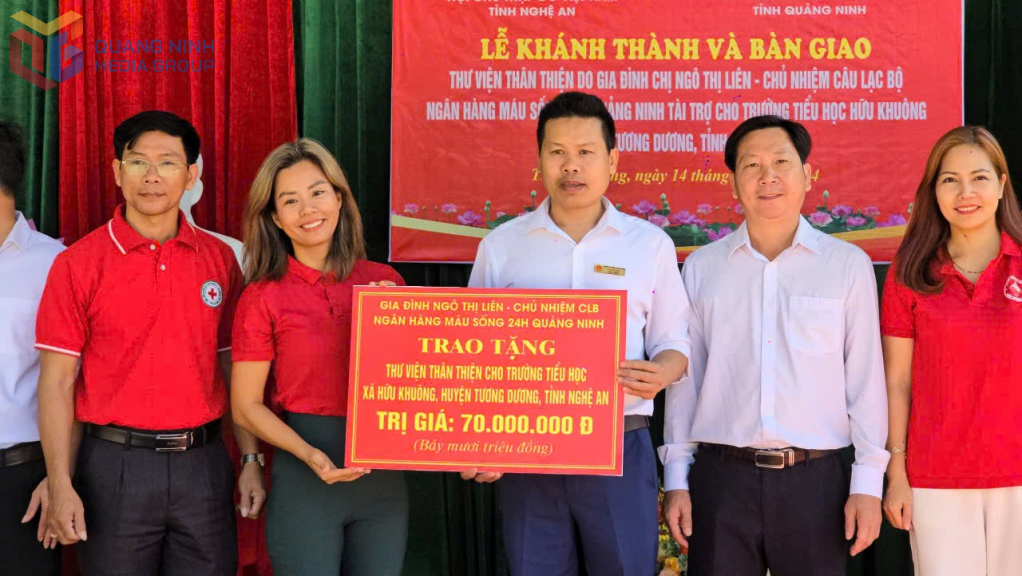 QUANG NINH
MEDIA GROUP
TỈNH NGHỆ AN
TỈNH QUẢNG NINH
LỄ KHÁNH THÀNH VÀ BÀN GIAO
THƯ VIỆN THÂN THIỆN DO GIA ĐÌNH CHỊ NGÔ THỊ LIÊN - CHỦ NHIỆM CÂU LẠC BỘ
NGÂN HÀNG MÁU SỐNG NINH TÀI TRỢ CHO TRƯỜNG TIỂU HỌC HỮU KHUÔNG
TƯƠNG DƯƠNG, TỈNH
ngày 14 tháng
GIA ĐÌNH NGÔ THỊ LIÊN - CHỦ NHIỆM CLB
NGÂN HÀNG MÁU SỐNG 24H QUẢNG NINH
TRAO TẶNG
THƯ VIỆN THÂN THIỆN CHO TRƯỜNG TIỂU HỌC
XÃ HỮU KHUÔNG, HUYỆN TƯƠNG DƯƠNG, TỈNH NGHỆ AN
TRỊ GIÁ: 70.000.000 Đ
(Bảy mươi triệu đồng)